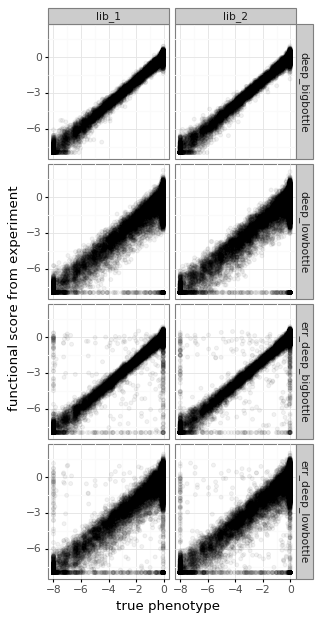 lib_1 lib_2
0
−3
−6
deep_bigbottle
0
−3
−6
deep_lowbottle
functional score from experiment
0
−3
−6
err_deep_bigbottle
0
−3
−6
err_deep_lowbottle
−8 −6 −4 −2 0 −8 −6 −4 −2 0
true phenotype